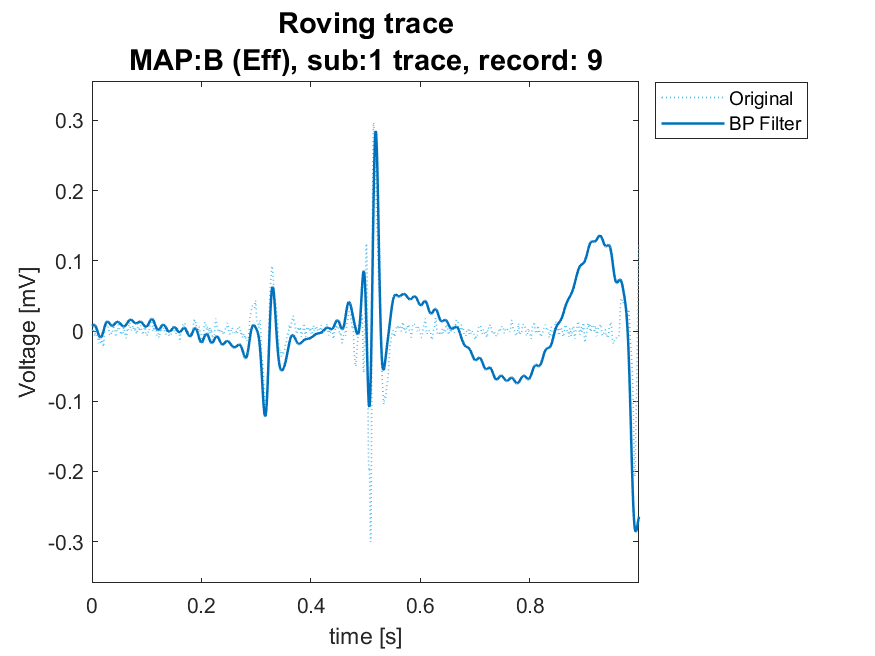 Roving trace
MAP:B (Eff), sub:1 trace, record: 9
Original
BP Filter
0.3
0.2
0.1
0
-0.1
-0.2
-0.3
Voltage [mV]
0
0.2
0.4
0.6
0.8
time [s]